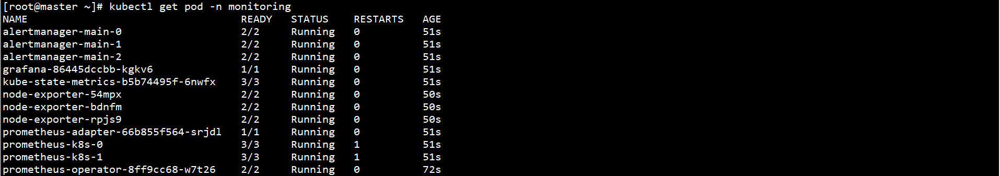 [root@master ~]# kubectl get pod -n monitoring
NAME                                  READY   STATUS    RESTARTS   AGE
alertmanager-main-0                   2/2     Running   0          51s
alertmanager-main-1                   2/2     Running   0          51s
alertmanager-main-2                   2/2     Running   0          51s
grafana-86445dccbb-kgkv6              1/1     Running   0          51s
kube-state-metrics-b5b74495f-6nwfx    3/3     Running   0          51s
node-exporter-54mpx                   2/2     Running   0          50s
node-exporter-bdnfm                   2/2     Running   0          50s
node-exporter-rpjs9                   2/2     Running   0          50s
prometheus-adapter-66b855f564-srjdl   1/1     Running   0          51s
prometheus-k8s-0                      3/3     Running   1          51s
prometheus-k8s-1                      3/3     Running   1          51s
prometheus-operator-8ff9cc68-w7t26    2/2     Running   0          72s